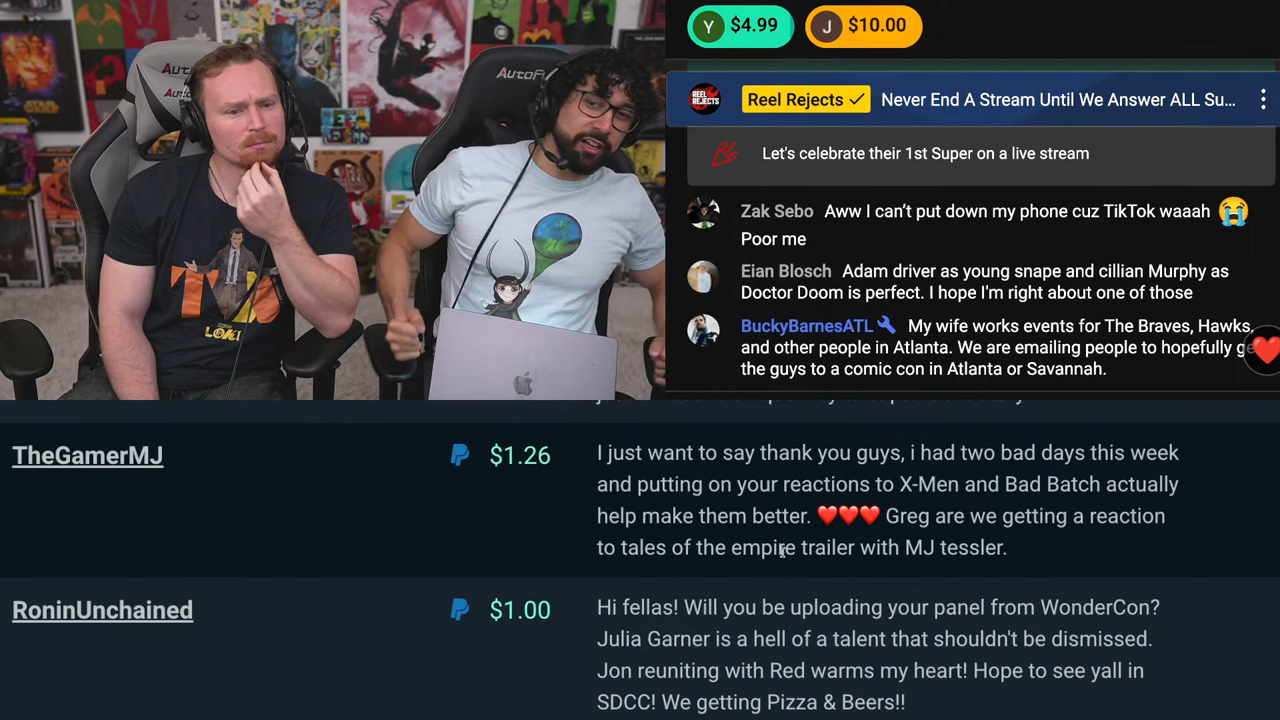 Y $4.99
J $10.00
REEL REJECTS
Reel Rejects Never End A Stream Until We Answer ALL Su...
Let's celebrate their 1st Super on a live stream
Zak Sebo Aww I can't put down my phone cuz TikTok waaah 😭
Poor me
Eian Blosch Adam driver as young snape and cillian Murphy as
Doctor Doom is perfect. I hope I'm right about one of those
BuckyBarnesATL My wife works events for The Braves, Hawks,
and other people in Atlanta. We are emailing people to hopefully
the guys to a comic con in Atlanta or Savannah.
TheGamerMJ
$1.26
I just want to say thank you guys, i had two bad days this week
and putting on your reactions to X-Men and Bad Batch actually
help make them better. ❤️❤️❤️ Greg are we getting a reaction
to tales of the empire trailer with MJ tessler.
RoninUnchained
$1.00
Hi fellas! Will you be uploading your panel from WonderCon?
Julia Garner is a hell of a talent that shouldn't be dismissed.
Jon reuniting with Red warms my heart! Hope to see yall in
SDCC! We getting Pizza & Beers!!